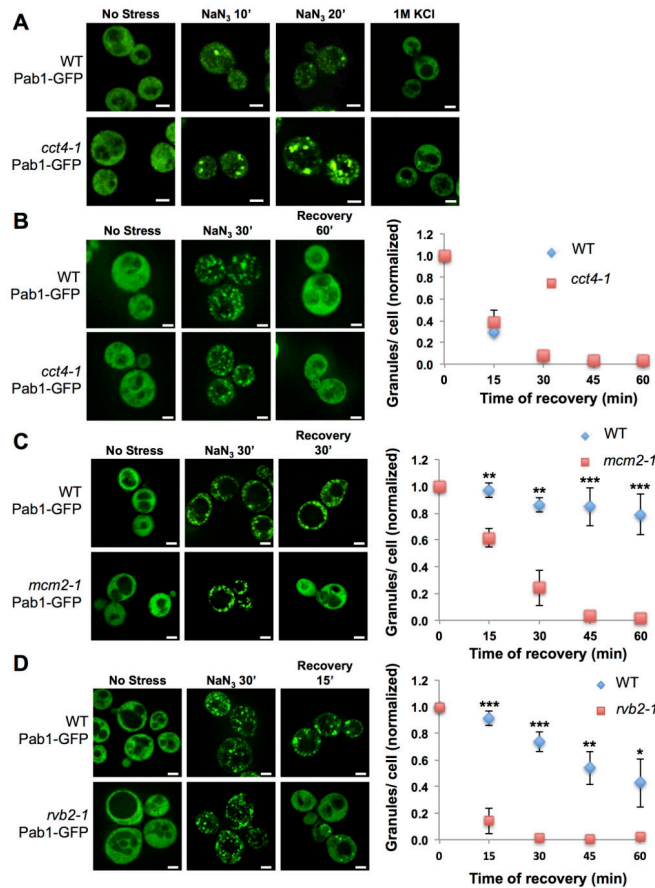 A
No Stress
NaN₃ 10’
NaN₃ 20’
1M KCl
WT
Pab1-GFP
cct4-1
Pab1-GFP
B
No Stress
NaN₃ 30’
Recovery
60’
WT
Pab1-GFP
cct4-1
Pab1-GFP
Granules/ cell (normalized)
1.2
1.0
0.8
0.6
0.4
0.2
0.0
0 15 30 45 60
Time of recovery (min)
WT
cct4-1
C
No Stress
NaN₃ 30’
Recovery
30’
WT
Pab1-GFP
mcm2-1
Pab1-GFP
Granules/ cell (normalized)
1.2
1.0
0.8
0.6
0.4
0.2
0.0
** ** *** ***
0 15 30 45 60
Time of recovery (min)
WT
mcm2-1
D
No Stress
NaN₃ 30’
Recovery
15’
WT
Pab1-GFP
rvb2-1
Pab1-GFP
Granules/ cell (normalized)
1.2
1.0
0.8
0.6
0.4
0.2
0.0
*** *** ** *
0 15 30 45 60
Time of recovery (min)
WT
rvb2-1